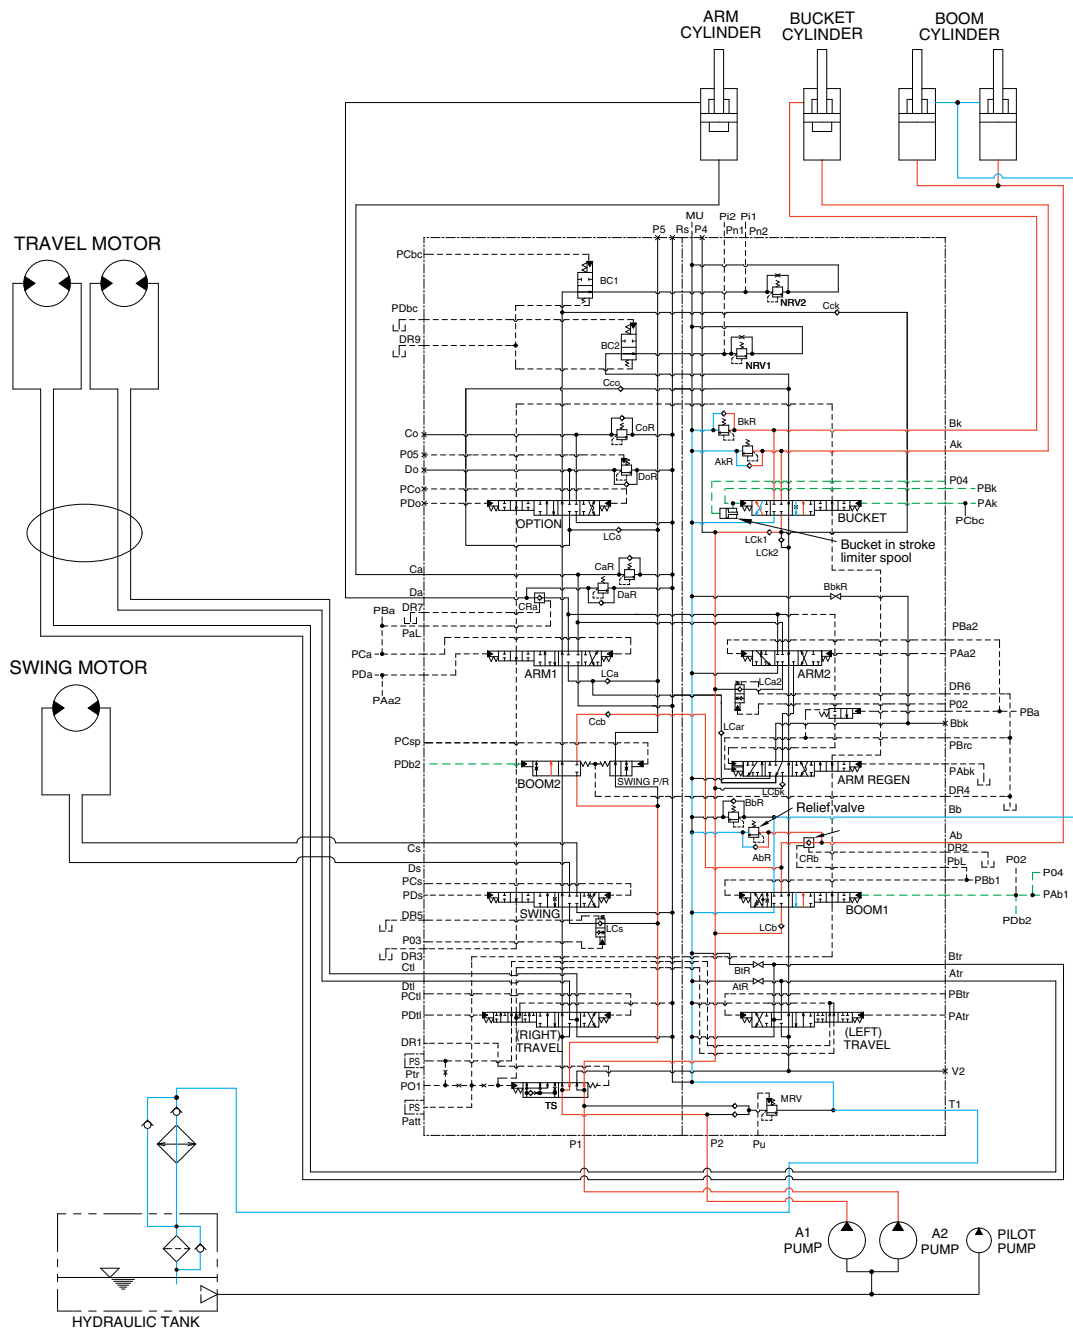 ARM
CYLINDER
BUCKET
CYLINDER
BOOM
CYLINDER
TRAVEL MOTOR
SWING MOTOR
MU
Pi2
Pi1
P5
Rs
P4
Pn1
Pn2
PCbc
BC1
NRV2
Cck
PDbc
DR9
BC2
NRV1
Cco
Co
CoR
BkR
Bk
P05
AkR
Ak
Do
DoR
PCo
P04
PBk
PDo
PAk
OPTION
BUCKET
PCbc
LCo
LCk1
LCk2
Bucket in stroke
limiter spool
Ca
CaR
Da
DaR
BbkR
CRa
PBa
DR7
PaL
PBa2
PCa
PAa2
PDa
ARM1
ARM2
PAa2
LCa
LCa2
DR6
P02
PBa
Ccb
LCar
Bbk
PCsp
PBrc
PDb2
PAbk
BOOM2
SWING P/R
LCbk
ARM REGEN
DR4
BbR
Relief valve
Bb
AbR
CRb
Ab
Cs
DR2
Ds
PbL
P02
P04
PCs
PBb1
PDs
PAb1
SWING
BOOM1
PDb2
DR5
LCs
LCb
P03
DR3
Ctl
BtR
Btr
Dtl
AtR
Atr
PCtl
PBtr
PDtl
PAtr
(RIGHT)
TRAVEL
(LEFT)
TRAVEL
DR1
PS
Ptr
V2
PO1
TS
PS
MRV
T1
Patt
P1
P2
Pu
A1
PUMP
A2
PUMP
PILOT
PUMP
HYDRAULIC TANK